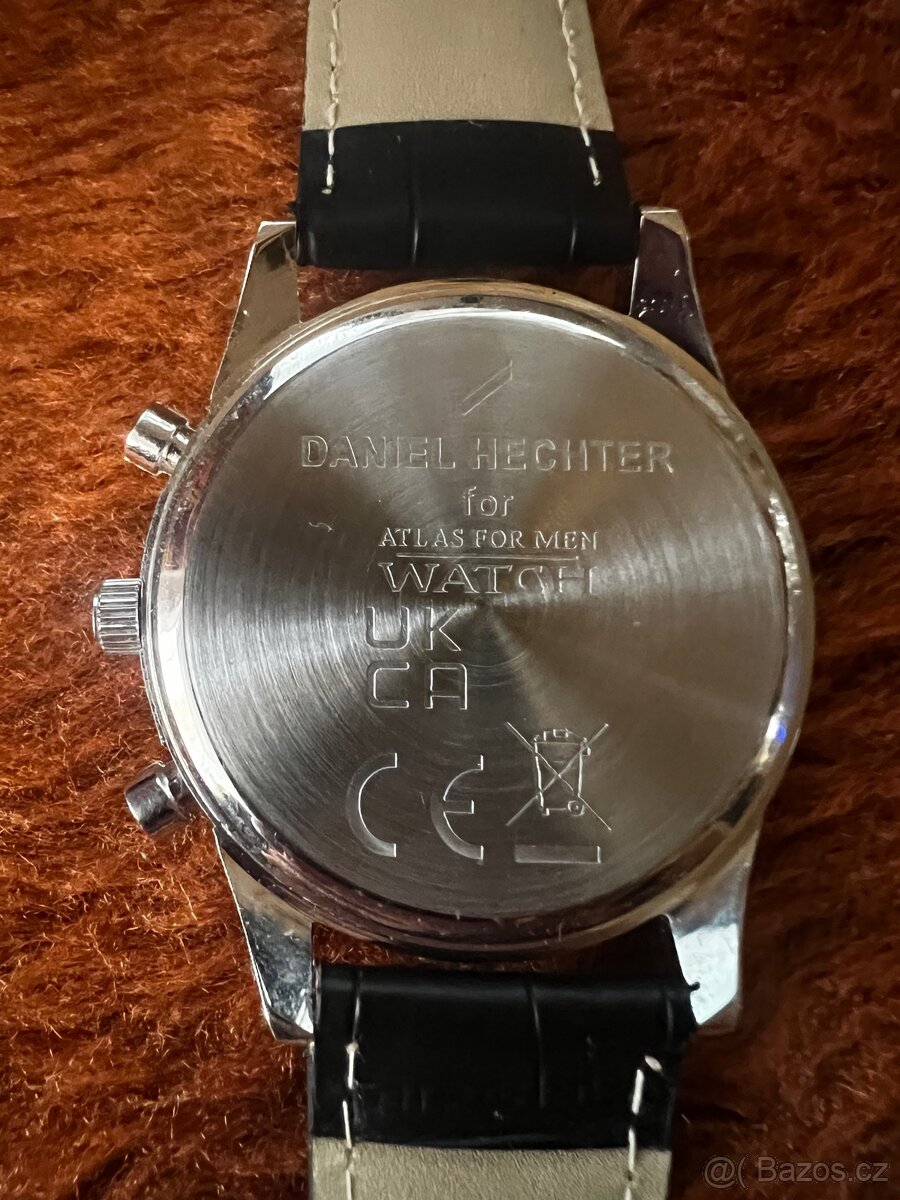 DANIEL HECHTER
for
ATLAS FOR MEN
WATCH
UK
CA
CE
@( Bazos.cz